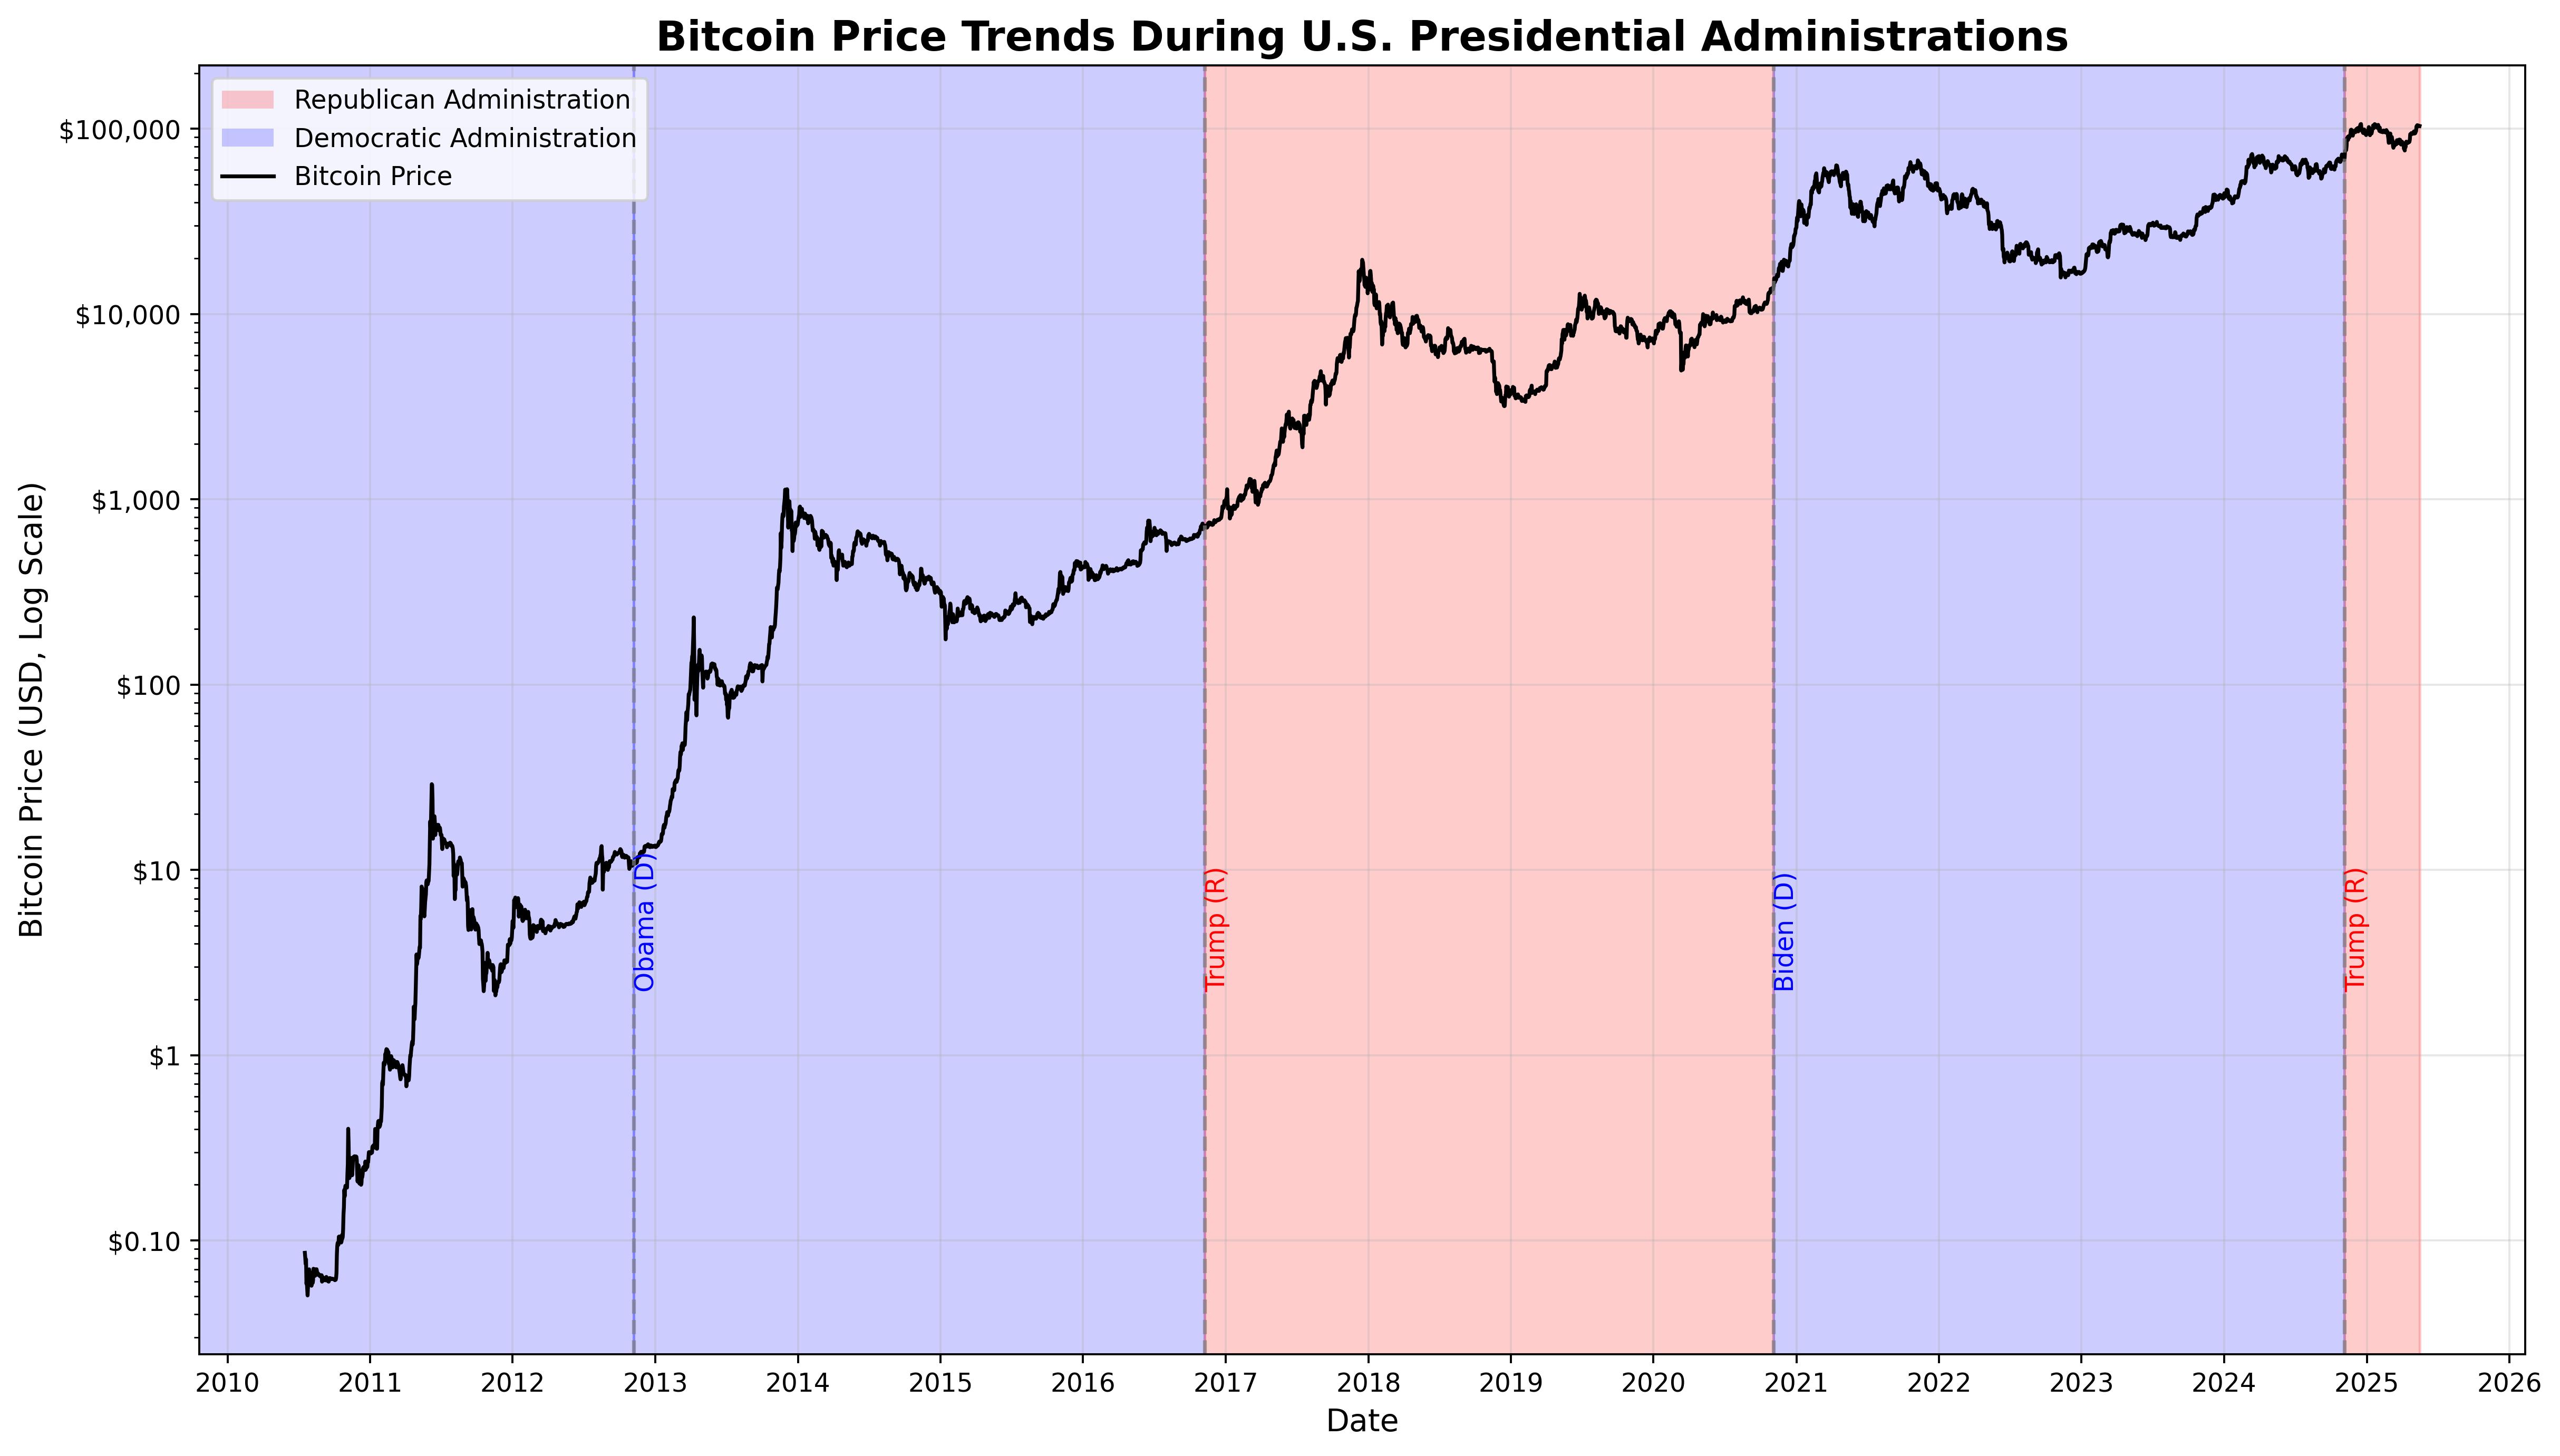 Bitcoin Price Trends During U.S. Presidential Administrations
Republican Administration
Democratic Administration
Bitcoin Price
Bitcoin Price (USD, Log Scale)
$100,000
$10,000
$1,000
$100
$10
$1
$0.10
Obama (D)
Trump (R)
Biden (D)
Trump (R)
2010 2011 2012 2013 2014 2015 2016 2017 2018 2019 2020 2021 2022 2023 2024 2025 2026
Date